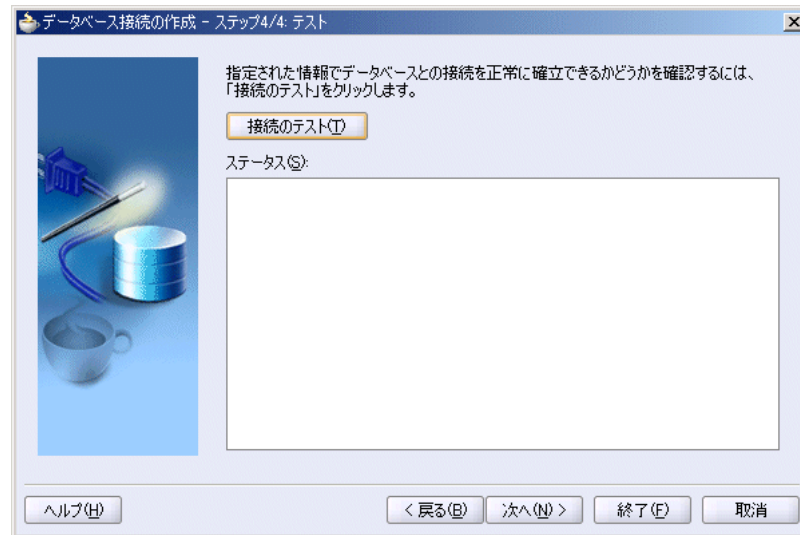 データベース接続の作成 - ステップ4/4: テスト
指定された情報でデータベースとの接続を正常に確立できるかどうかを確認するには、
「接続のテスト」をクリックします。
接続のテスト(T)
ステータス(S):
ヘルプ(H)
< 戻る(B)
次へ(N) >
終了(F)
取消